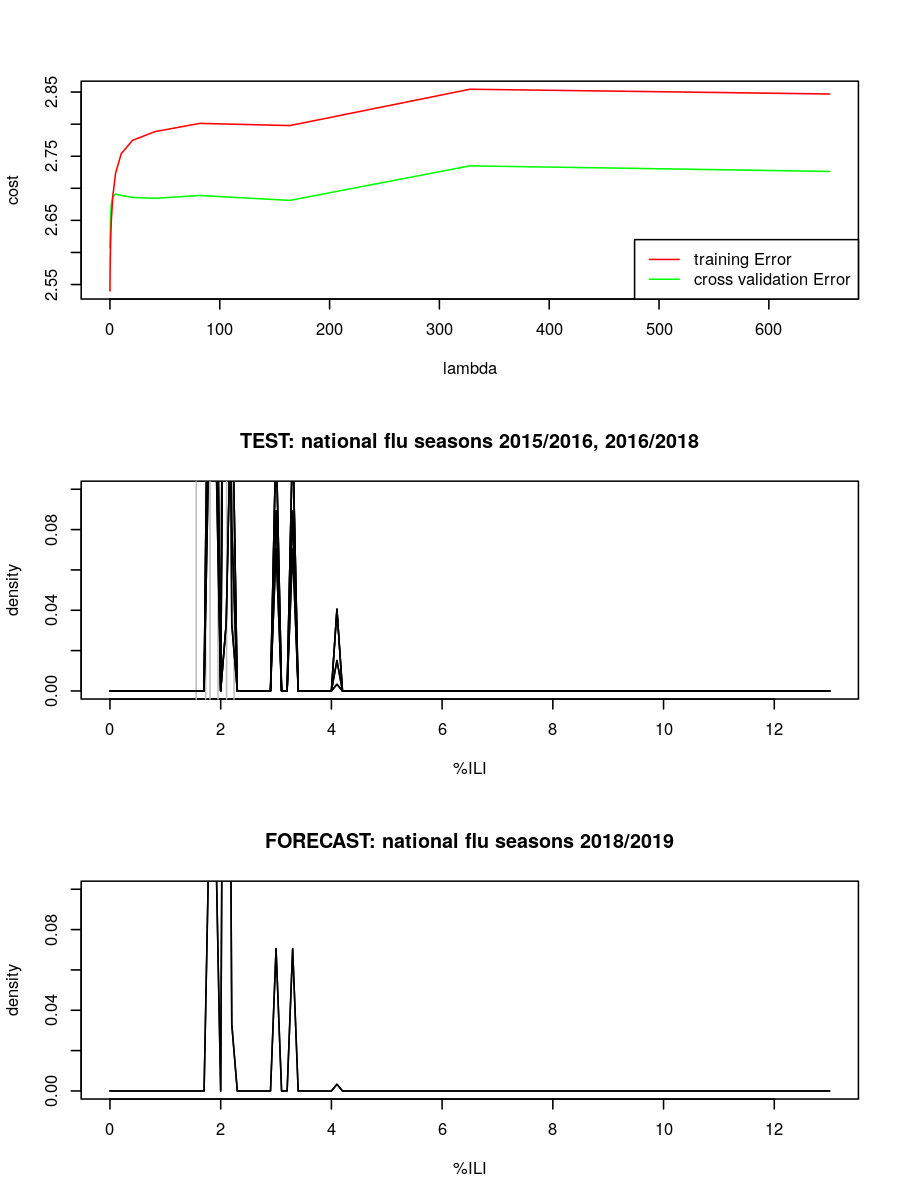 2.85
2.75
2.65
2.55
cost
training Error
cross validation Error
0 100 200 300 400 500 600
lambda
TEST: national flu seasons 2015/2016, 2016/2018
0.08
0.04
0.00
density
0 2 4 6 8 10 12
%ILI
FORECAST: national flu seasons 2018/2019
0.08
0.04
0.00
density
0 2 4 6 8 10 12
%ILI